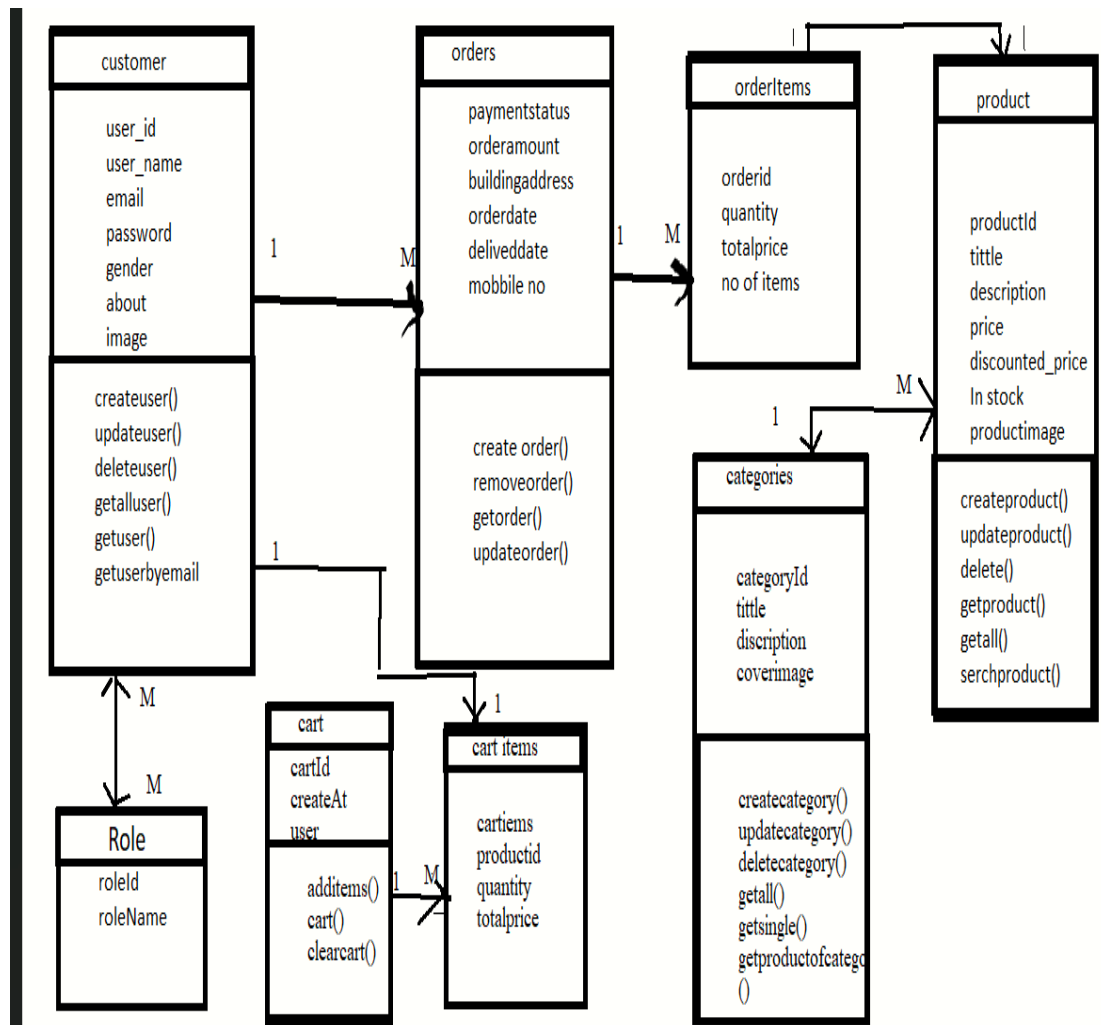 customer
user_id
user_name
email
password
gender
about
image
createuser()
updateuser()
deleteuser()
getalluser()
getuser()
getuserbyemail
1
M
orders
paymentstatus
orderamount
buildingaddress
orderdate
deliveddate
mobbile no
create order()
removeorder()
getorder()
updateorder()
1
M
orderItems
orderid
quantity
totalprice
no of items
1
1
product
productId
tittle
description
price
discounted_price
In stock
productimage
createproduct()
updateproduct()
delete()
getproduct()
getall()
serchproduct()
M
1
categories
categoryId
tittle
discription
coverimage
createcategory()
updatecategory()
deletecategory()
getall()
getsingle()
getproductofcatego
()
1
1
M
M
Role
roleId
roleName
cart
cartId
createAt
user
additems()
cart()
clearcart()
1
M
cart items
cartiems
productid
quantity
totalprice